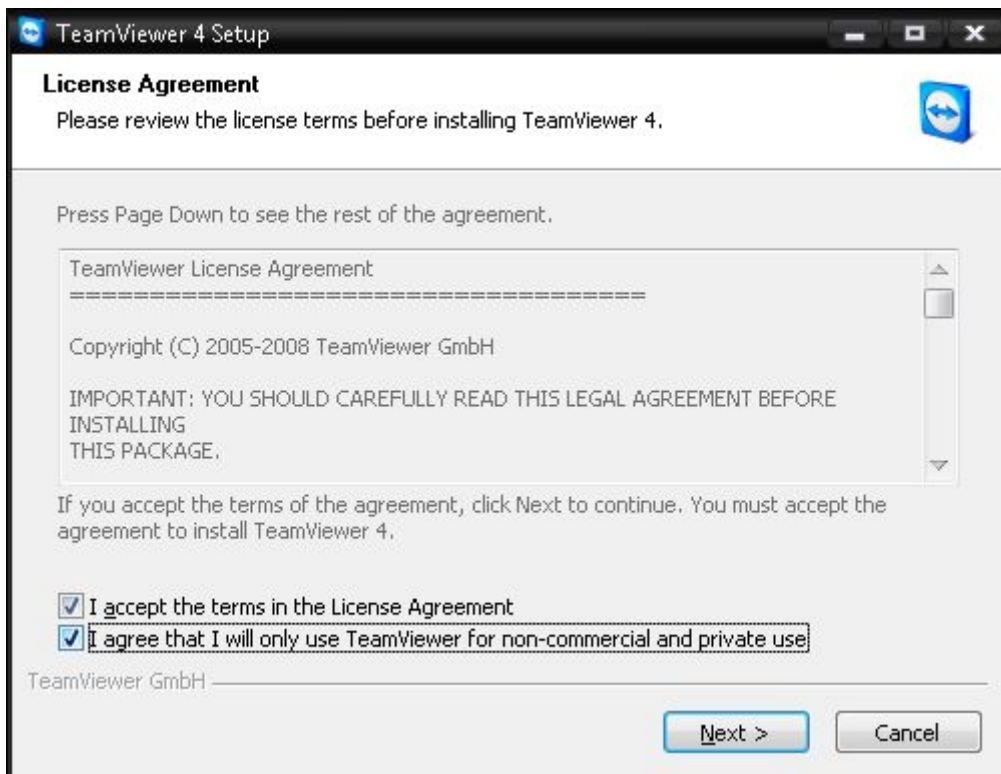 TeamViewer 4 Setup
License Agreement
Please review the license terms before installing TeamViewer 4.
Press Page Down to see the rest of the agreement.
TeamViewer License Agreement
====================================
Copyright (C) 2005-2008 TeamViewer GmbH
IMPORTANT: YOU SHOULD CAREFULLY READ THIS LEGAL AGREEMENT BEFORE
INSTALLING
THIS PACKAGE.
If you accept the terms of the agreement, click Next to continue. You must accept the
agreement to install TeamViewer 4.
I accept the terms in the License Agreement
I agree that I will only use TeamViewer for non-commercial and private use
TeamViewer GmbH
Next > Cancel